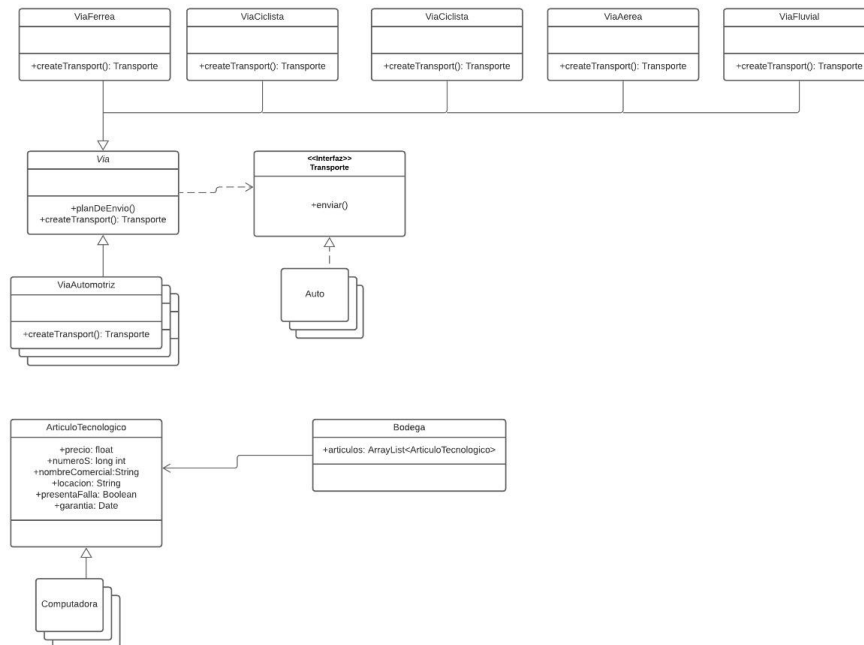 ViaFerrea
+createTransport(): Transporte
ViaCiclista
+createTransport(): Transporte
ViaCiclista
+createTransport(): Transporte
ViaAerea
+createTransport(): Transporte
ViaFluvial
+createTransport(): Transporte
Via
+planDeEnvio()
+createTransport(): Transporte
<<Interfaz>>
Transporte
+enviar()
ViaAutomotriz
+createTransport(): Transporte
Auto
ArticuloTecnologico
+precio: float
+numeroS: long int
+nombreComercial:String
+locacion: String
+presentaFalla: Boolean
+garantia: Date
Bodega
+articulos: ArrayList<ArticuloTecnologico>
Computadora